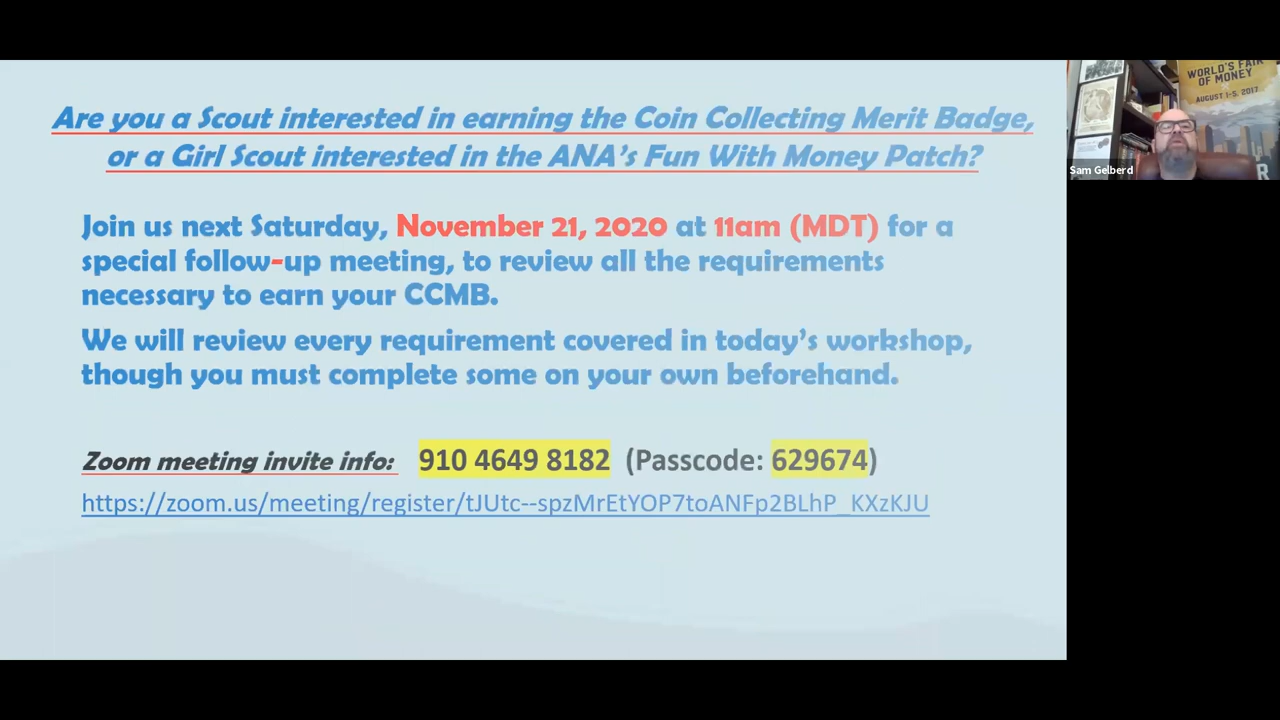 Are you a Scout interested in earning the Coin Collecting Merit Badge,
or a Girl Scout interested in the ANA's Fun With Money Patch?
Join us next Saturday, November 21, 2020 at 11am (MDT) for a
special follow-up meeting, to review all the requirements
necessary to earn your CCMB.
We will review every requirement covered in today's workshop,
though you must complete some on your own beforehand.
Zoom meeting invite info: 910 4649 8182 (Passcode: 629674)
https://zoom.us/meeting/register/tJUtc--spzMrEtYOP7toANFp2BLhP_KXzKJU
WORLD'S FAIR
OF MONEY
AUGUST 1-5, 2017
Sam Gelberd